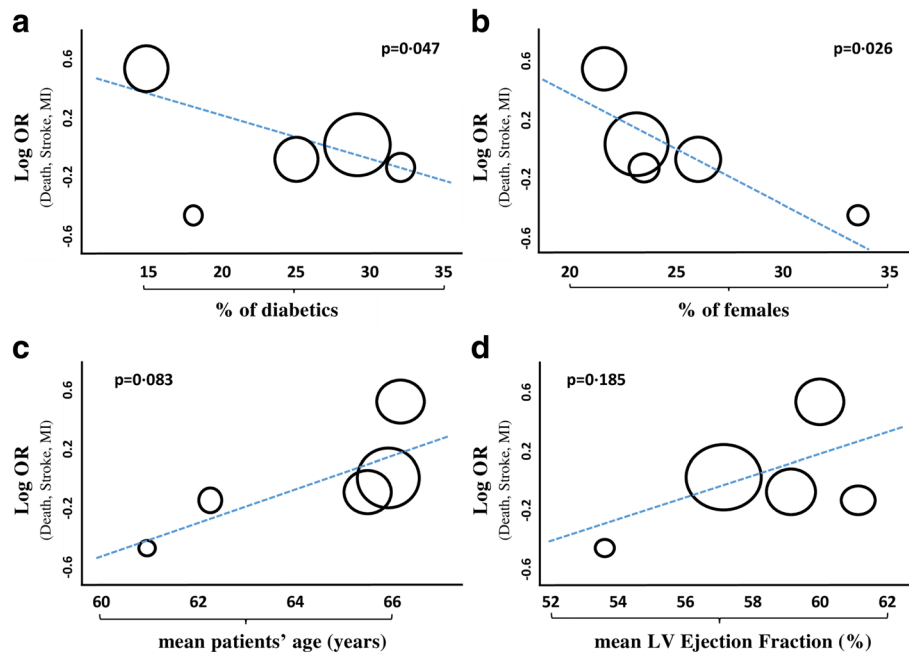 a
p=0·047
Log OR
(Death, Stroke, MI)
0.6
0.2
-0.2
-0.6
15 20 25 30 35
% of diabetics
b
p=0·026
Log OR
(Death, Stroke, MI)
0.6
0.2
-0.2
-0.6
20 26 30 35
% of females
c
p=0·083
Log OR
(Death, Stroke, MI)
0.6
0.2
-0.2
-0.6
60 62 64 66
mean patients’ age (years)
d
p=0·185
Log OR
(Death, Stroke, MI)
0.6
0.2
-0.2
-0.6
52 54 57 58 60 62
mean LV Ejection Fraction (%)